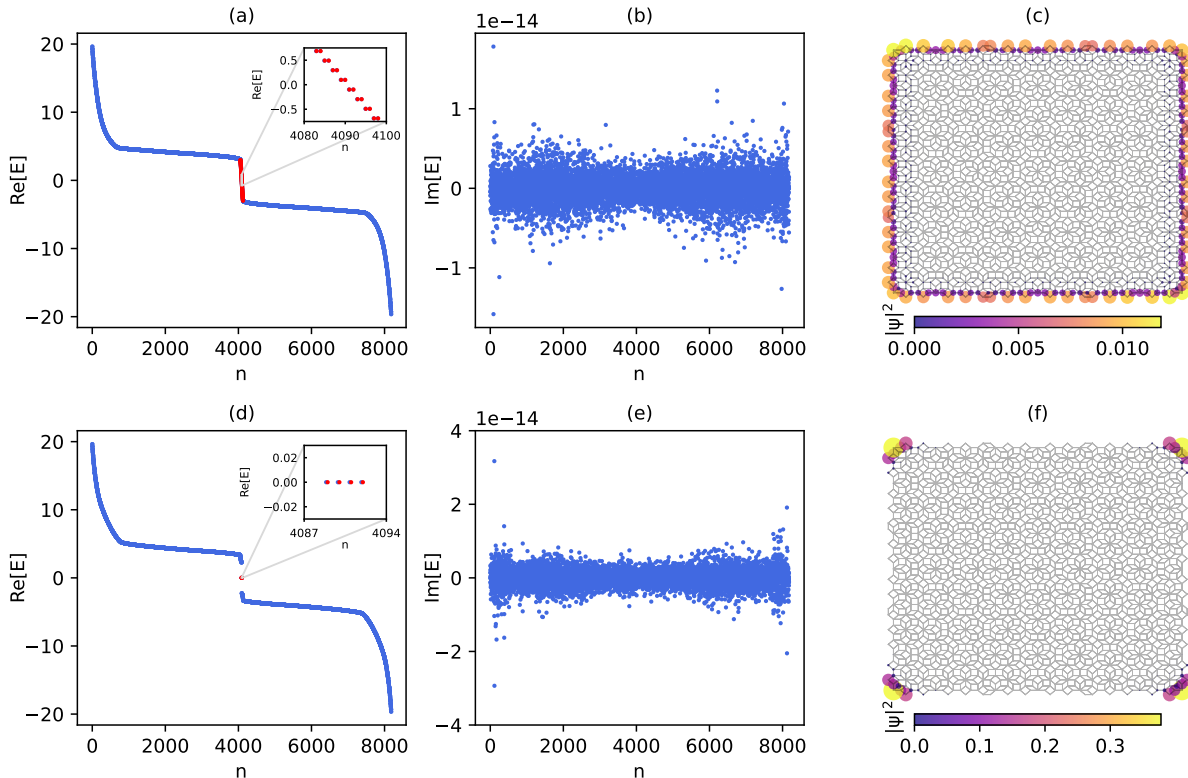 (a)
Re[E]
20
10
0
−10
−20
0 2000 4000 6000 8000
n
Re[E]
0.5
0.0
−0.5
4080 4090 4100
n
(b)
1e−14
Im[E]
1
0
−1
0 2000 4000 6000 8000
n
(c)
|Ψ|²
0.000 0.005 0.010
(d)
Re[E]
20
10
0
−10
−20
0 2000 4000 6000 8000
n
Re[E]
0.02
0.00
−0.02
4087 4094
n
(e)
1e−14
Im[E]
4
2
0
−2
−4
0 2000 4000 6000 8000
n
(f)
|Ψ|²
0.0 0.1 0.2 0.3